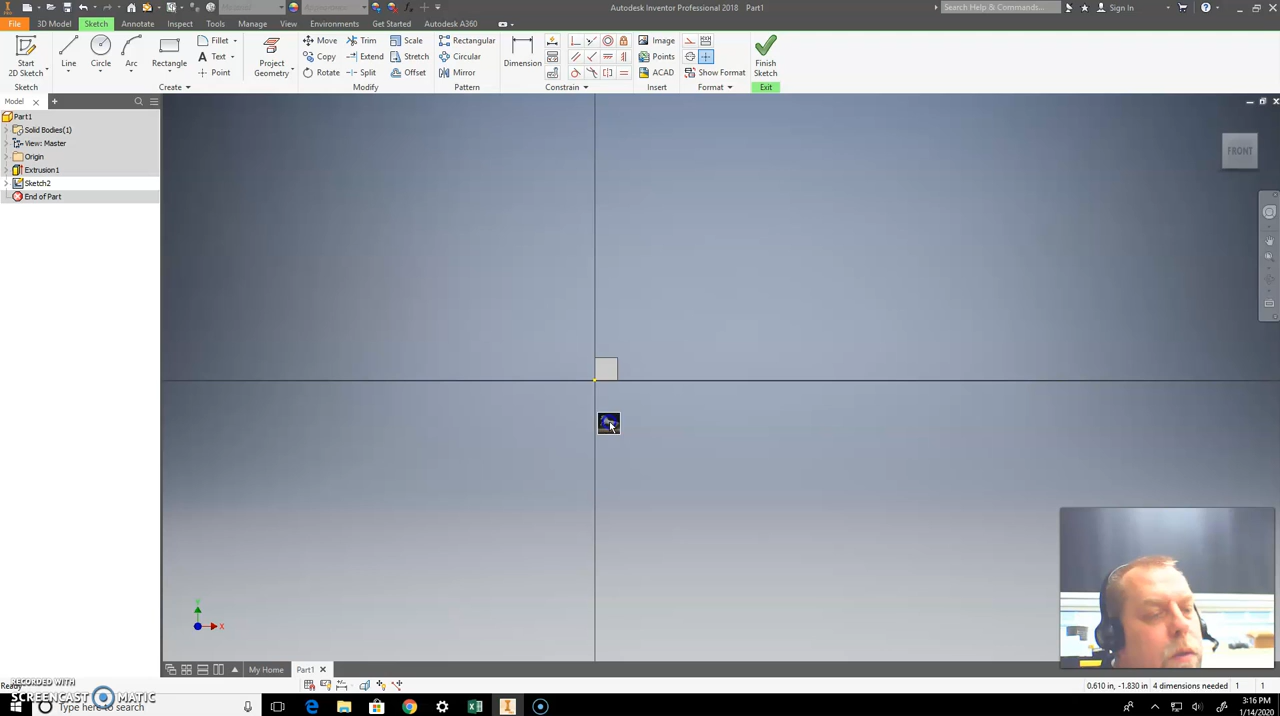 Autodesk Inventor Professional 2018 Part1
Search Help & Commands...
Sign In
File 3D Model Sketch Annotate Inspect Tools Manage View Environments Get Started Autodesk A360
Start
2D Sketch
Sketch
Line Circle Arc Rectangle
Fillet
Text
Point
Create
Project
Geometry
Move Trim Scale
Copy Extend Stretch
Rotate Split Offset
Modify
Rectangular
Circular
Mirror
Pattern
Dimension
Constrain
Image
Points
ACAD
Insert
Show Format
Format
Finish
Sketch
Exit
Model
Part1
Solid Bodies(1)
View: Master
Origin
Extrusion1
Sketch2
End of Part
FRONT
Y
X
My Home Part1
Ready
0.610 in, -1.830 in 4 dimensions needed 1 1
RECORDED WITH
SCREENCAST MATIC
Type here to search
3:16 PM
1/14/2020